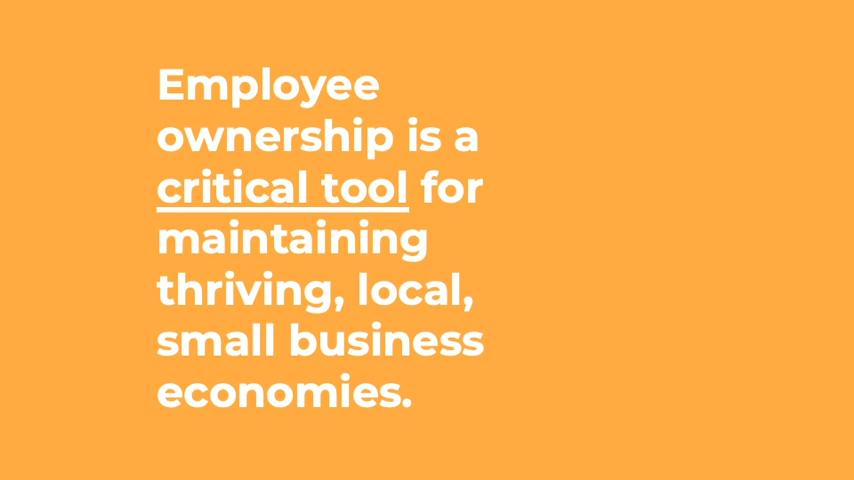 Employee
ownership is a
critical tool for
maintaining
thriving, local,
small business
economies.